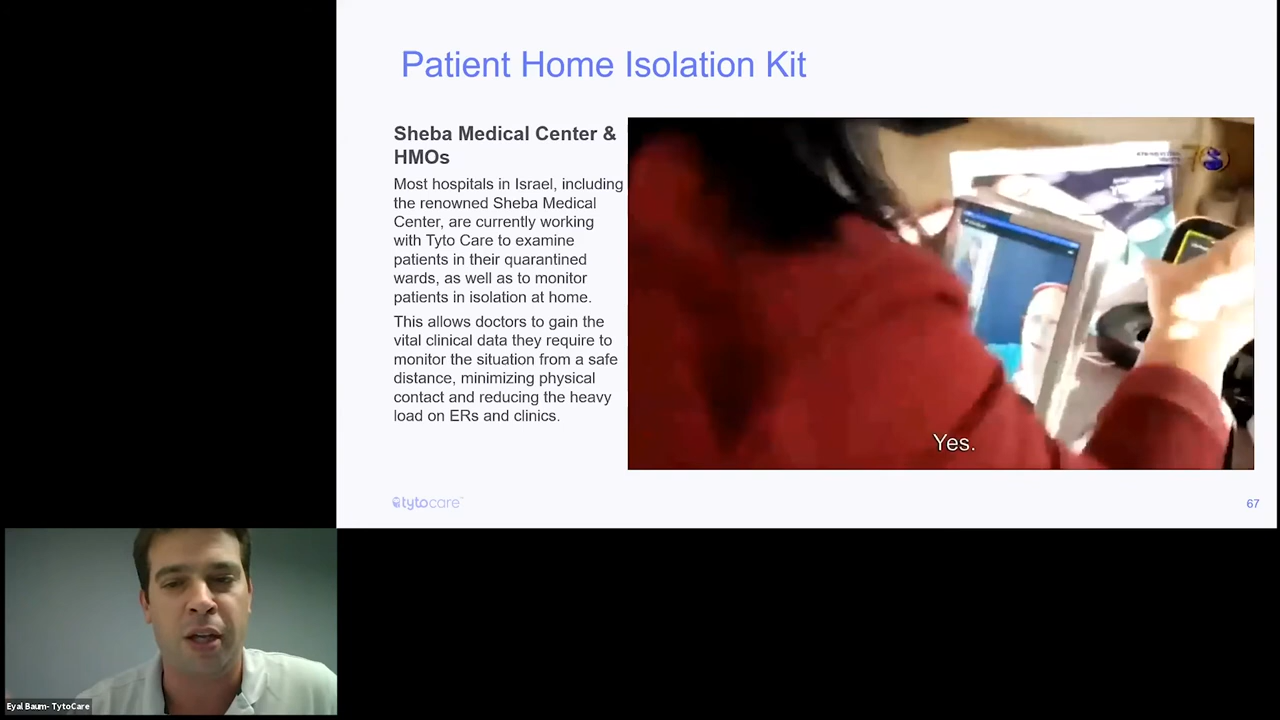 Patient Home Isolation Kit
Sheba Medical Center &
HMOs
Most hospitals in Israel, including
the renowned Sheba Medical
Center, are currently working
with Tyto Care to examine
patients in their quarantined
wards, as well as to monitor
patients in isolation at home.
This allows doctors to gain the
vital clinical data they require to
monitor the situation from a safe
distance, minimizing physical
contact and reducing the heavy
load on ERs and clinics.
Yes.
tytocare
67
Eyal Baum- TytoCare